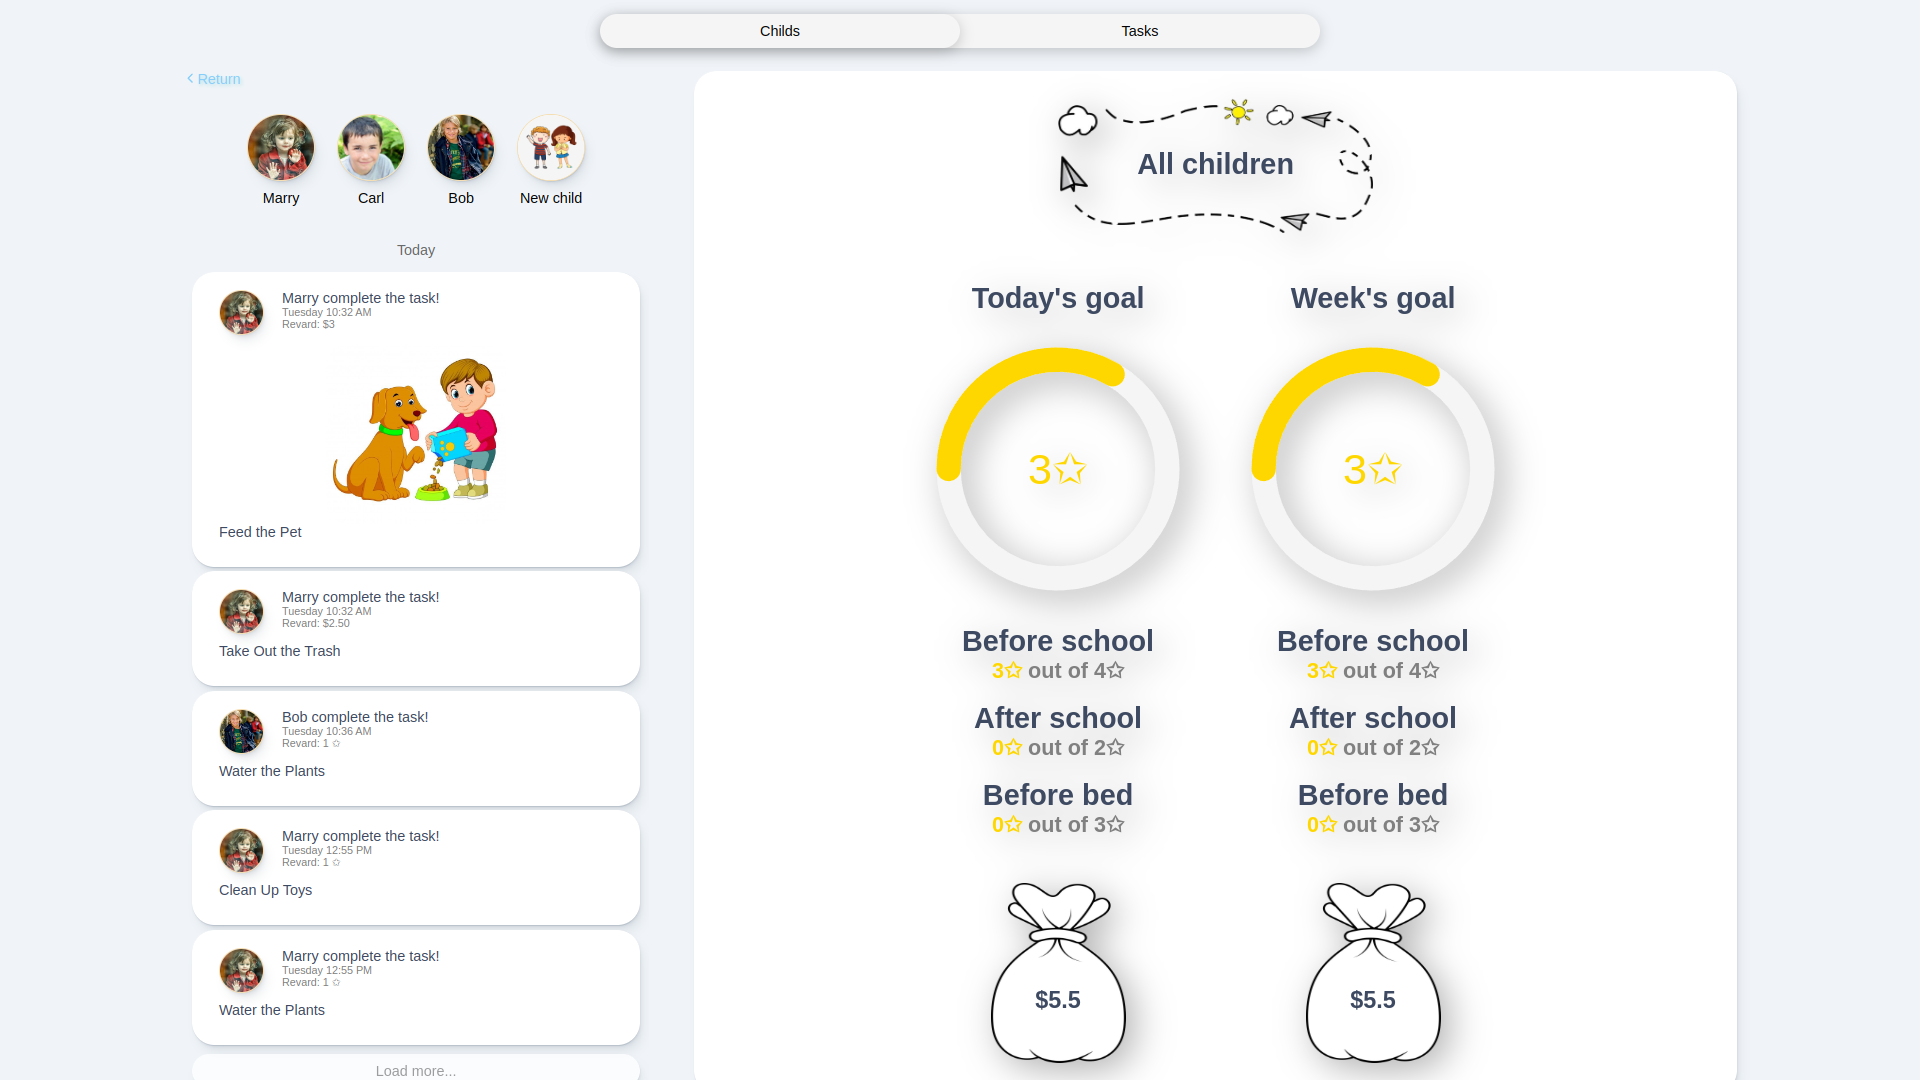 Childs
Tasks
Return
Marry
Carl
Bob
New child
Today
Marry complete the task!
Tuesday 10:32 AM
Revard: $3
Feed the Pet
Marry complete the task!
Tuesday 10:32 AM
Revard: $2.50
Take Out the Trash
Bob complete the task!
Tuesday 10:36 AM
Revard: 1 ✩
Water the Plants
Marry complete the task!
Tuesday 12:55 PM
Revard: 1 ✩
Clean Up Toys
Marry complete the task!
Tuesday 12:55 PM
Revard: 1 ✩
Water the Plants
Load more...
All children
Today's goal
3✩
Before school
3✩ out of 4✩
After school
0✩ out of 2✩
Before bed
0✩ out of 3✩
$5.5
Week's goal
3✩
Before school
3✩ out of 4✩
After school
0✩ out of 2✩
Before bed
0✩ out of 3✩
$5.5